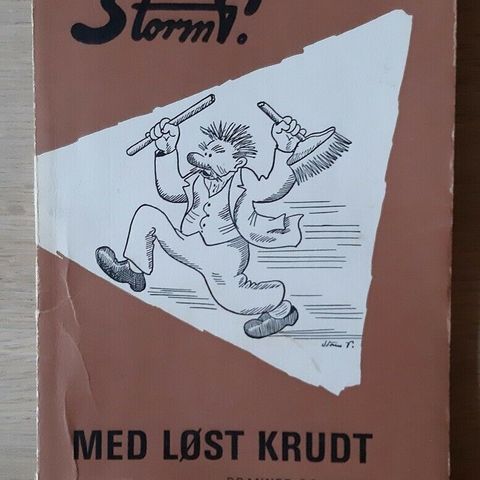 Storm P.
MED LØST KRUDT